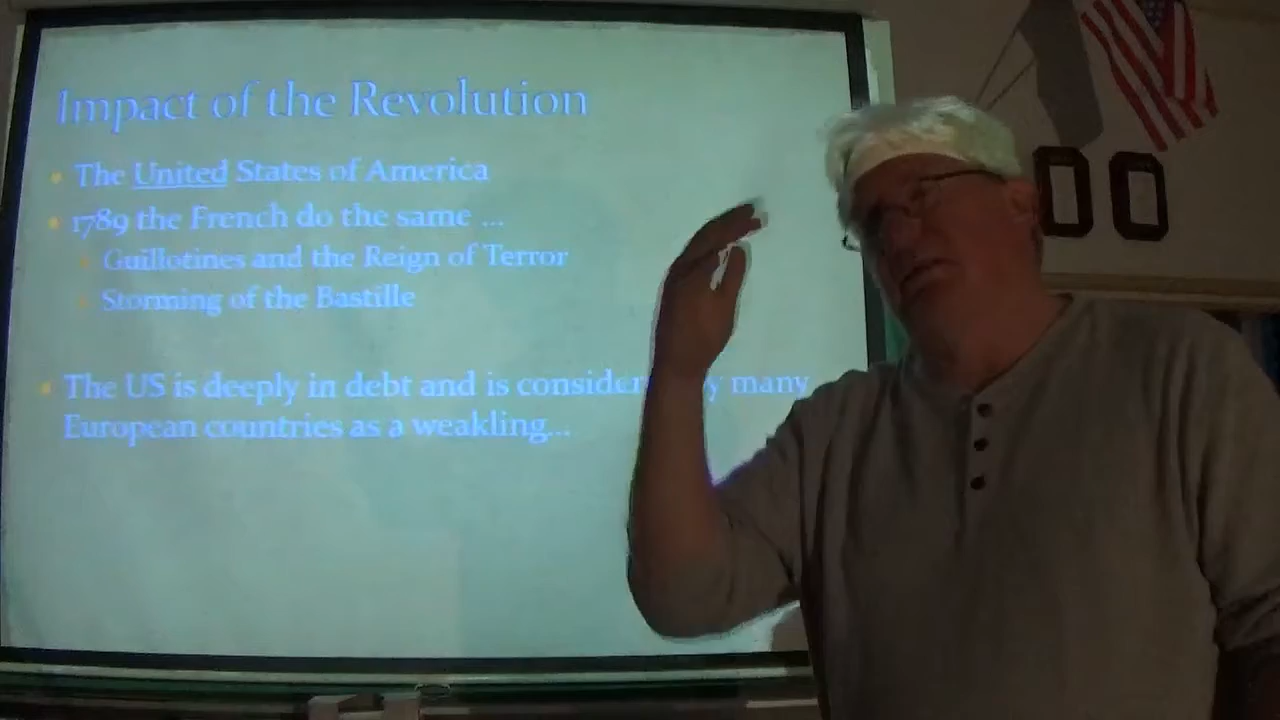 Impact of the Revolution
The United States of America
1789 the French do the same ...
Guillotines and the Reign of Terror
Storming of the Bastille
The US is deeply in debt and is many
European countries as a weakling...
OO